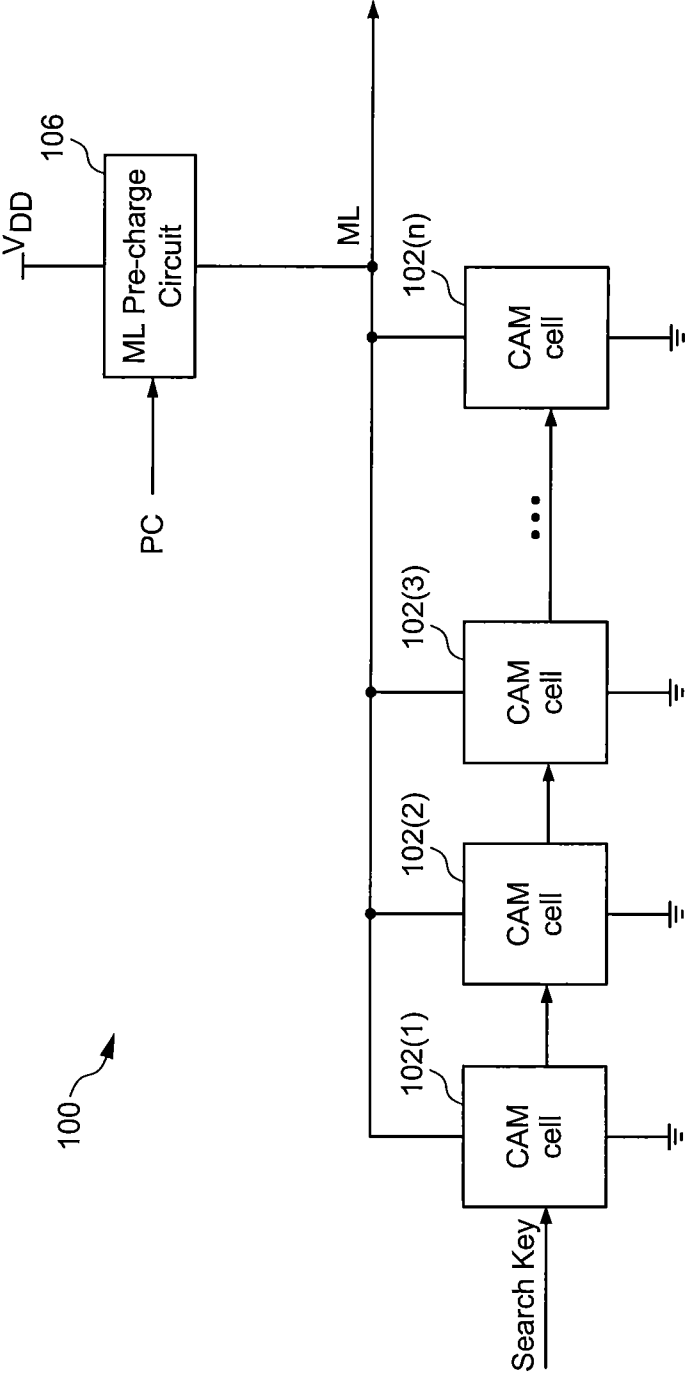 100
V_DD
106
ML Pre-charge
Circuit
PC
ML
102(1)
102(2)
102(3)
102(n)
CAM
cell
CAM
cell
CAM
cell
...
CAM
cell
Search Key